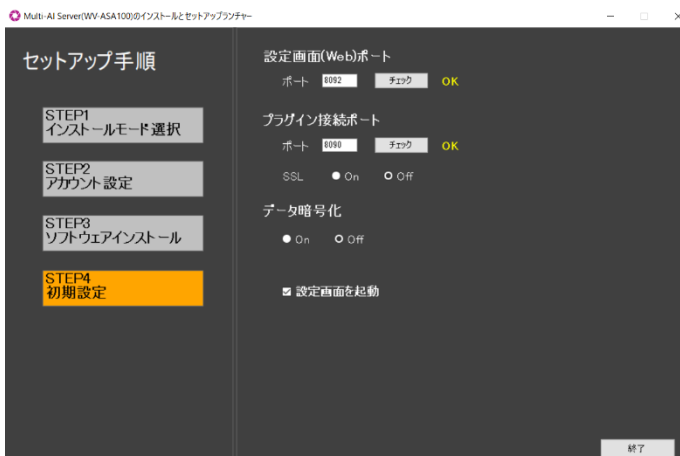 Multi-AI Server(WV-ASA100)のインストールとセットアップランチャー
セットアップ手順
STEP1
インストールモード選択
STEP2
アカウント設定
STEP3
ソフトウェアインストール
STEP4
初期設定
設定画面(Web)ポート
ポート 8092 チェック OK
プラグイン接続ポート
ポート 8090 チェック OK
SSL On Off
データ暗号化
On Off
設定画面を起動
終了